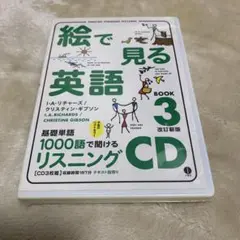 絵で
見る
英語
BOOK
3
改訂新版
I・A・リチャーズ/
クリスティン・ギブソン
I.A. RICHARDS/
CHRISTINE GIBSON
基礎単語
1000語で聞ける
リスニングCD